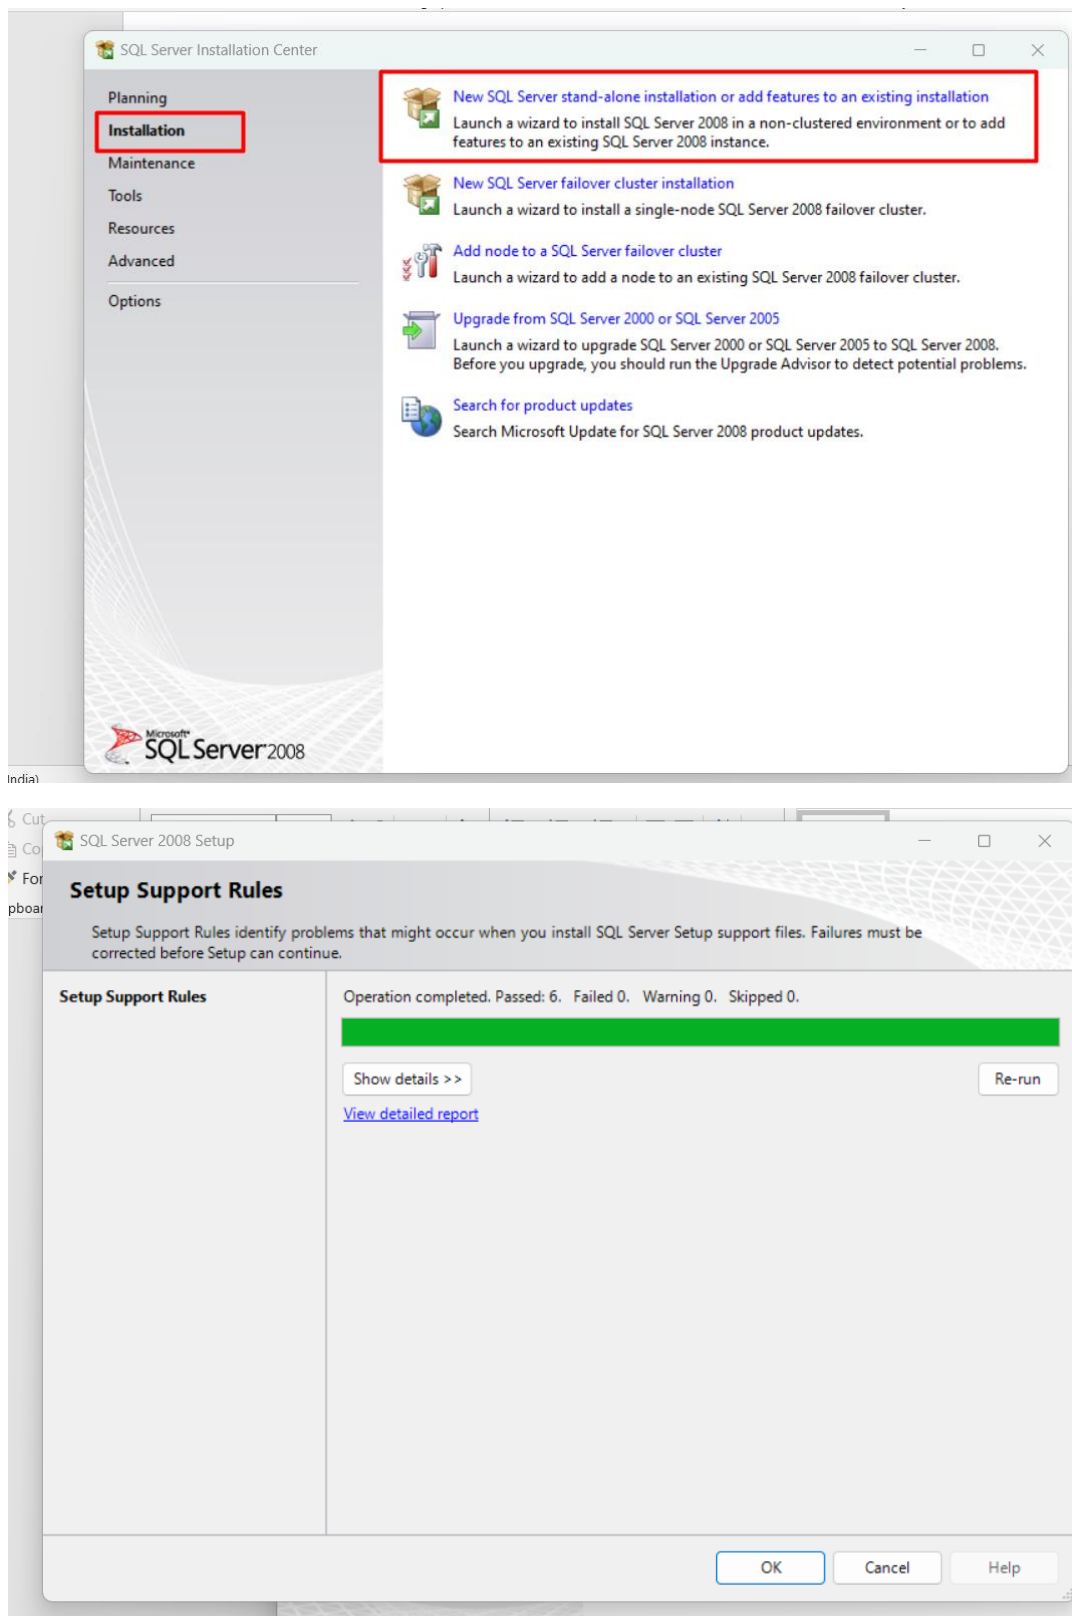 SQL Server Installation Center
Planning
Installation
Maintenance
Tools
Resources
Advanced
Options
New SQL Server stand-alone installation or add features to an existing installation
Launch a wizard to install SQL Server 2008 in a non-clustered environment or to add
features to an existing SQL Server 2008 instance.
New SQL Server failover cluster installation
Launch a wizard to install a single-node SQL Server 2008 failover cluster.
Add node to a SQL Server failover cluster
Launch a wizard to add a node to an existing SQL Server 2008 failover cluster.
Upgrade from SQL Server 2000 or SQL Server 2005
Launch a wizard to upgrade SQL Server 2000 or SQL Server 2005 to SQL Server 2008.
Before you upgrade, you should run the Upgrade Advisor to detect potential problems.
Search for product updates
Search Microsoft Update for SQL Server 2008 product updates.
Microsoft
SQL Server 2008
India)
Cut
Co
For
pboar
SQL Server 2008 Setup
Setup Support Rules
Setup Support Rules identify problems that might occur when you install SQL Server Setup support files. Failures must be
corrected before Setup can continue.
Setup Support Rules
Operation completed. Passed: 6. Failed 0. Warning 0. Skipped 0.
Show details >>
Re-run
View detailed report
OK
Cancel
Help